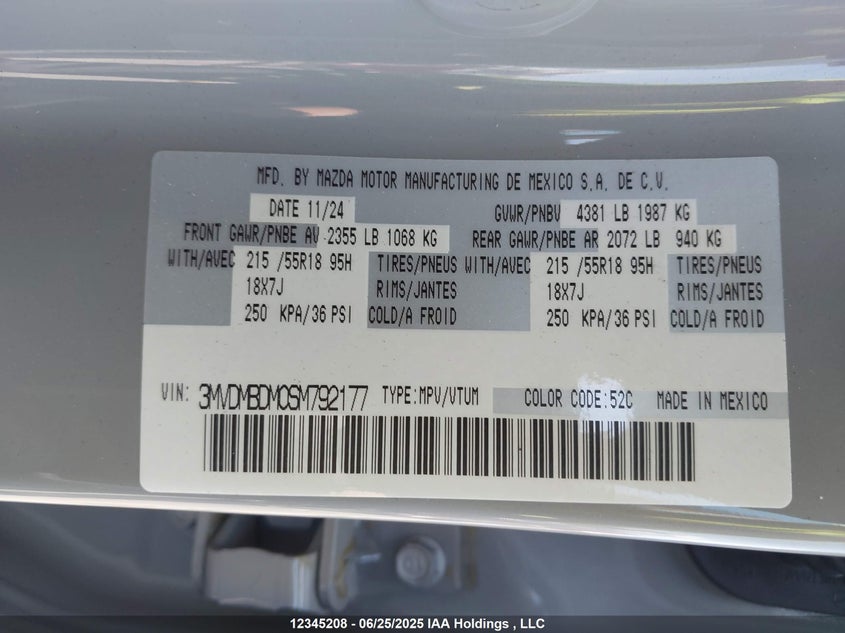 MFD. BY MAZDA MOTOR MANUFACTURING DE MEXICO S.A. DE C.V.
DATE 11/24 GVWR/PNBV 4381 LB 1987 KG
FRONT GAWR/PNBE AV 2355 LB 1068 KG REAR GAWR/PNBE AR 2072 LB 940 KG
WITH/AVEC 215 /55R18 95H TIRES/PNEUS WITH/AVEC 215 /55R18 95H TIRES/PNEUS
18X7J RIMS/JANTES 18X7J RIMS/JANTES
250 KPA/36 PSI COLD/A FROID 250 KPA/36 PSI COLD/A FROID
VIN: 3MVDMBDM0SM792177 TYPE:MPV/VTUM COLOR CODE:52C MADE IN MEXICO
12345208 - 06/25/2025 IAA Holdings , LLC